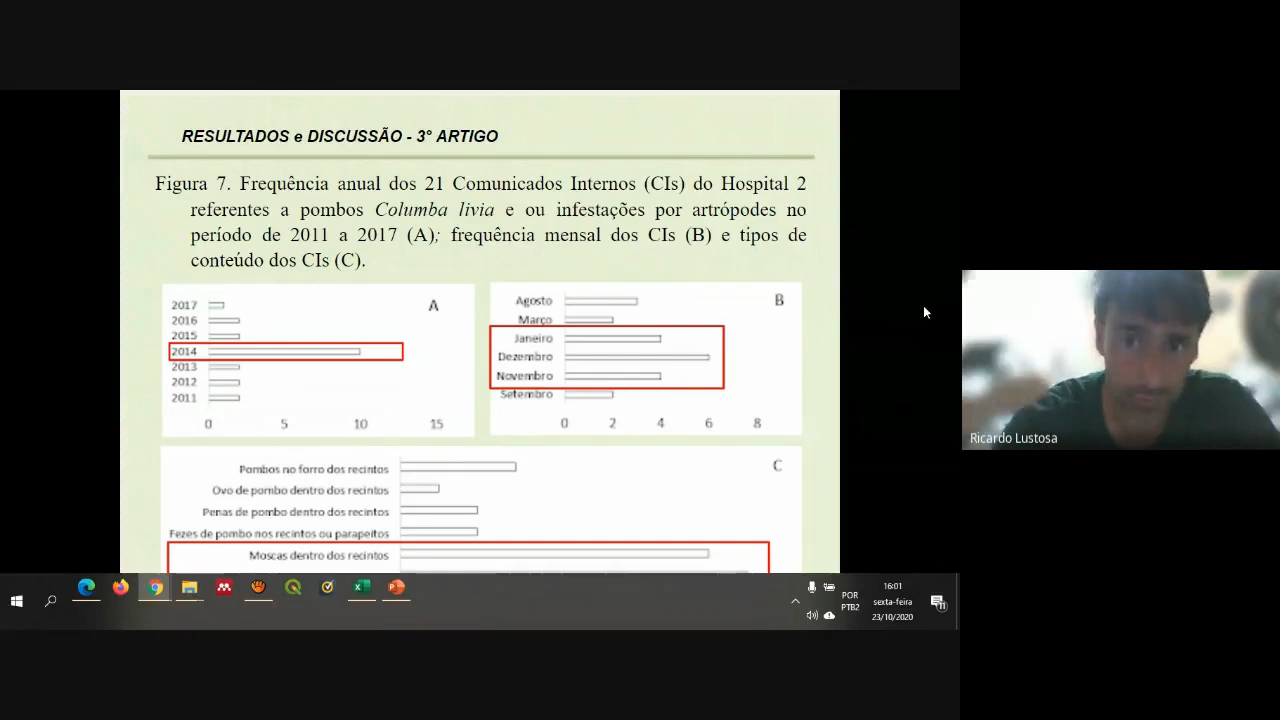 RESULTADOS e DISCUSSÃO - 3° ARTIGO
Figura 7. Frequência anual dos 21 Comunicados Internos (CIs) do Hospital 2
referentes a pombos Columba livia e ou infestações por artrópodes no
período de 2011 a 2017 (A); frequência mensal dos CIs (B) e tipos de
conteúdo dos CIs (C).
A
2017
2016
2015
2014
2013
2012
2011
0 5 10 15
B
Agosto
Março
Janeiro
Dezembro
Novembro
Setembro
0 2 4 6 8
C
Pombos no forro dos recintos
Ovo de pombo dentro dos recintos
Penas de pombo dentro dos recintos
Fezes de pombo nos recintos ou parapeitos
Moscas dentro dos recintos
Ricardo Lustosa
POR
PTB2
16:01
sexta-feira
23/10/2020